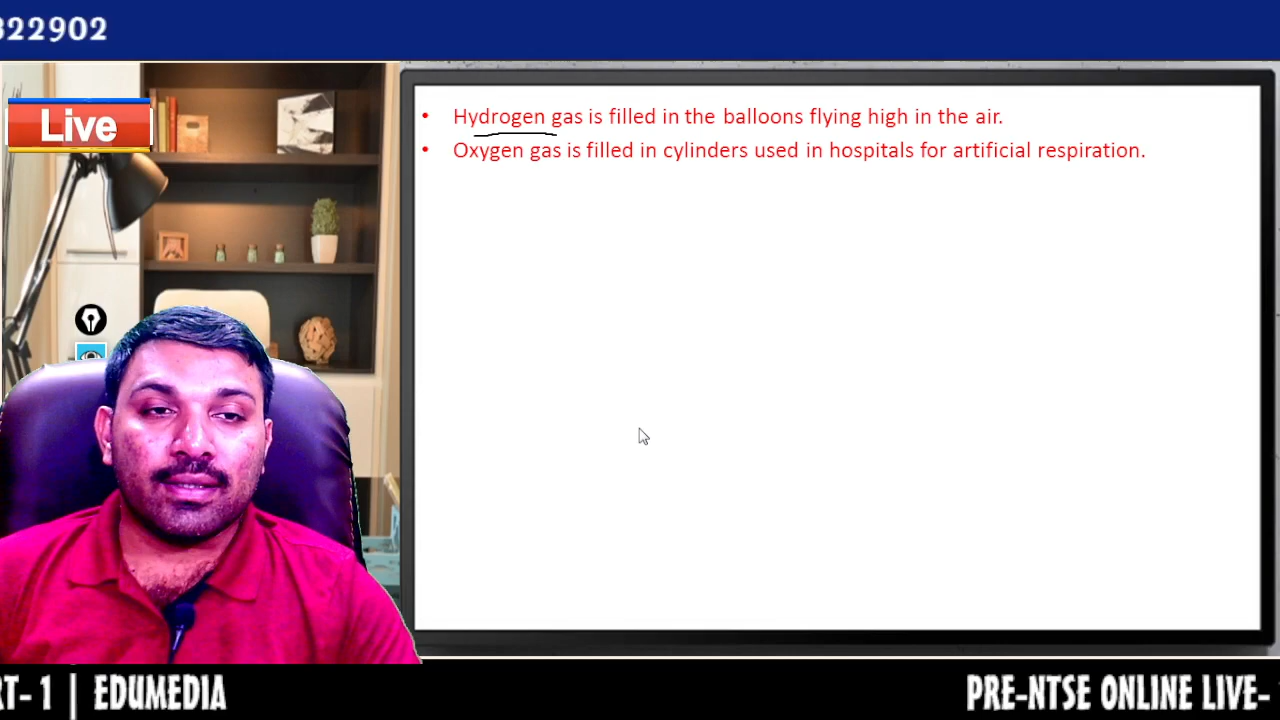 322902
Live
• Hydrogen gas is filled in the balloons flying high in the air.
• Oxygen gas is filled in cylinders used in hospitals for artificial respiration.
RT- 1 | EDUMEDIA
PRE-NTSE ONLINE LIVE-